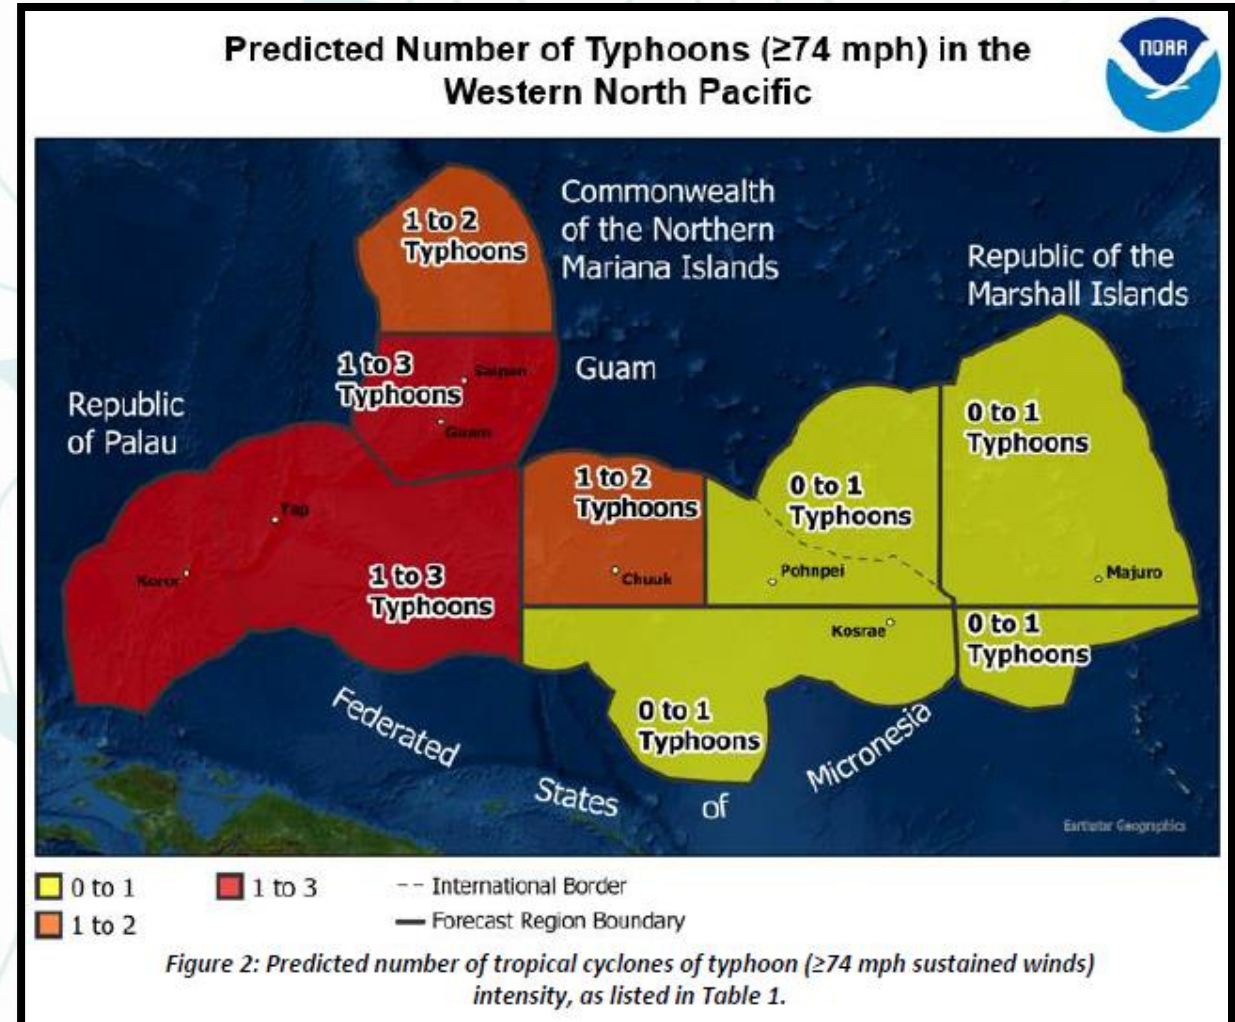 Predicted Number of Typhoons (≥74 mph) in the
Western North Pacific
NOAA
1 to 2
Typhoons
Commonwealth
of the Northern
Mariana Islands
Republic of the
Marshall Islands
1 to 3
Typhoons
Saipan
Guam
Guam
Republic
of Palau
0 to 1
Typhoons
1 to 2
Typhoons
0 to 1
Typhoons
Yap
Koror
1 to 3
Typhoons
Chuuk
Pohnpei
Majuro
Kosrae
0 to 1
Typhoons
0 to 1
Typhoons
Federated
States
of
Micronesia
Earthstar Geographics
0 to 1
1 to 3
-- International Border
1 to 2
— Forecast Region Boundary
Figure 2: Predicted number of tropical cyclones of typhoon (≥74 mph sustained winds)
intensity, as listed in Table 1.